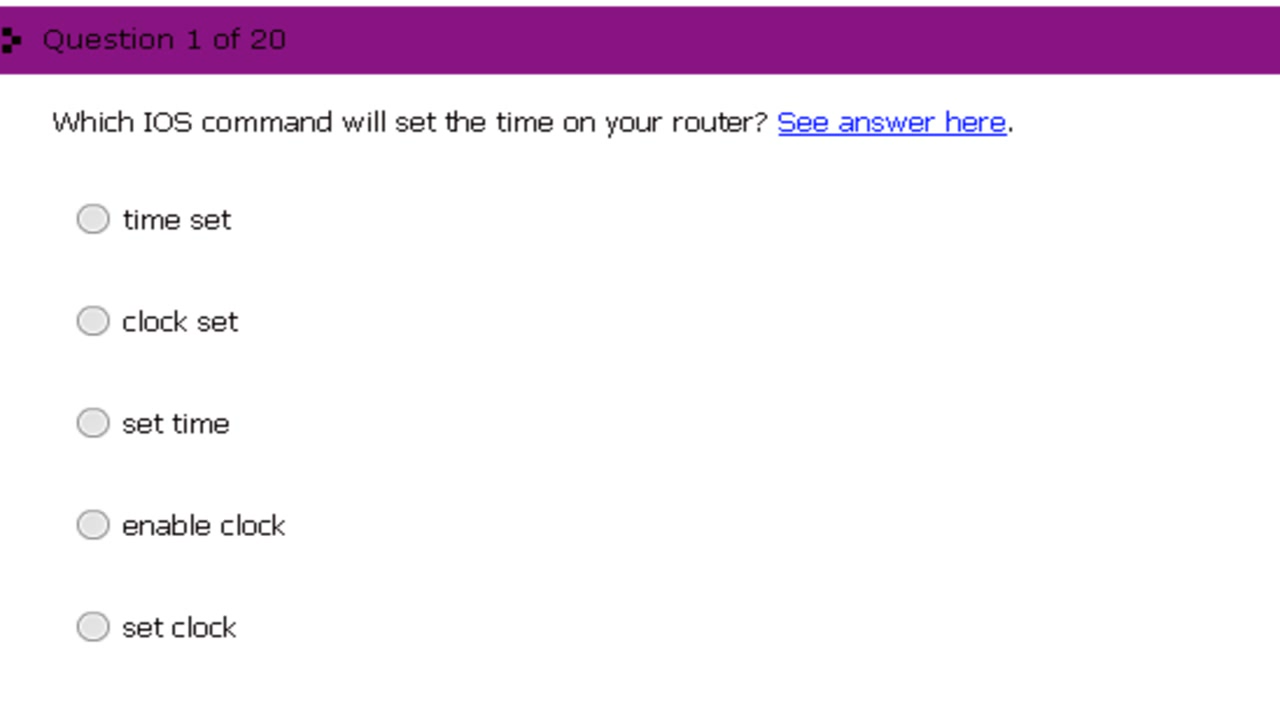 Question 1 of 20
Which IOS command will set the time on your router? See answer here.
time set
clock set
set time
enable clock
set clock